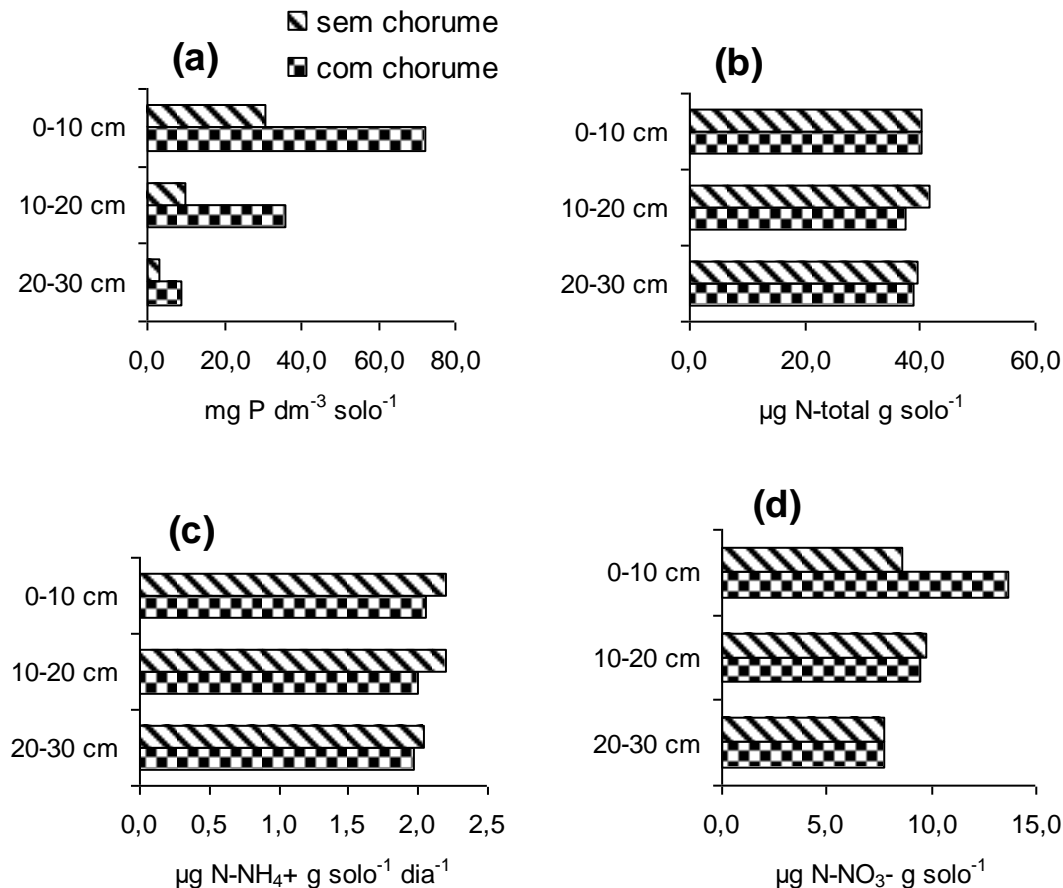 sem chorume
com chorume
(a)
0-10 cm
10-20 cm
20-30 cm
0,0 20,0 40,0 60,0 80,0
mg P dm⁻³ solo⁻¹
(b)
0-10 cm
10-20 cm
20-30 cm
0,0 20,0 40,0 60,0
µg N-total g solo⁻¹
(c)
0-10 cm
10-20 cm
20-30 cm
0,0 0,5 1,0 1,5 2,0 2,5
µg N-NH₄+ g solo⁻¹ dia⁻¹
(d)
0-10 cm
10-20 cm
20-30 cm
0,0 5,0 10,0 15,0
µg N-NO₃- g solo⁻¹